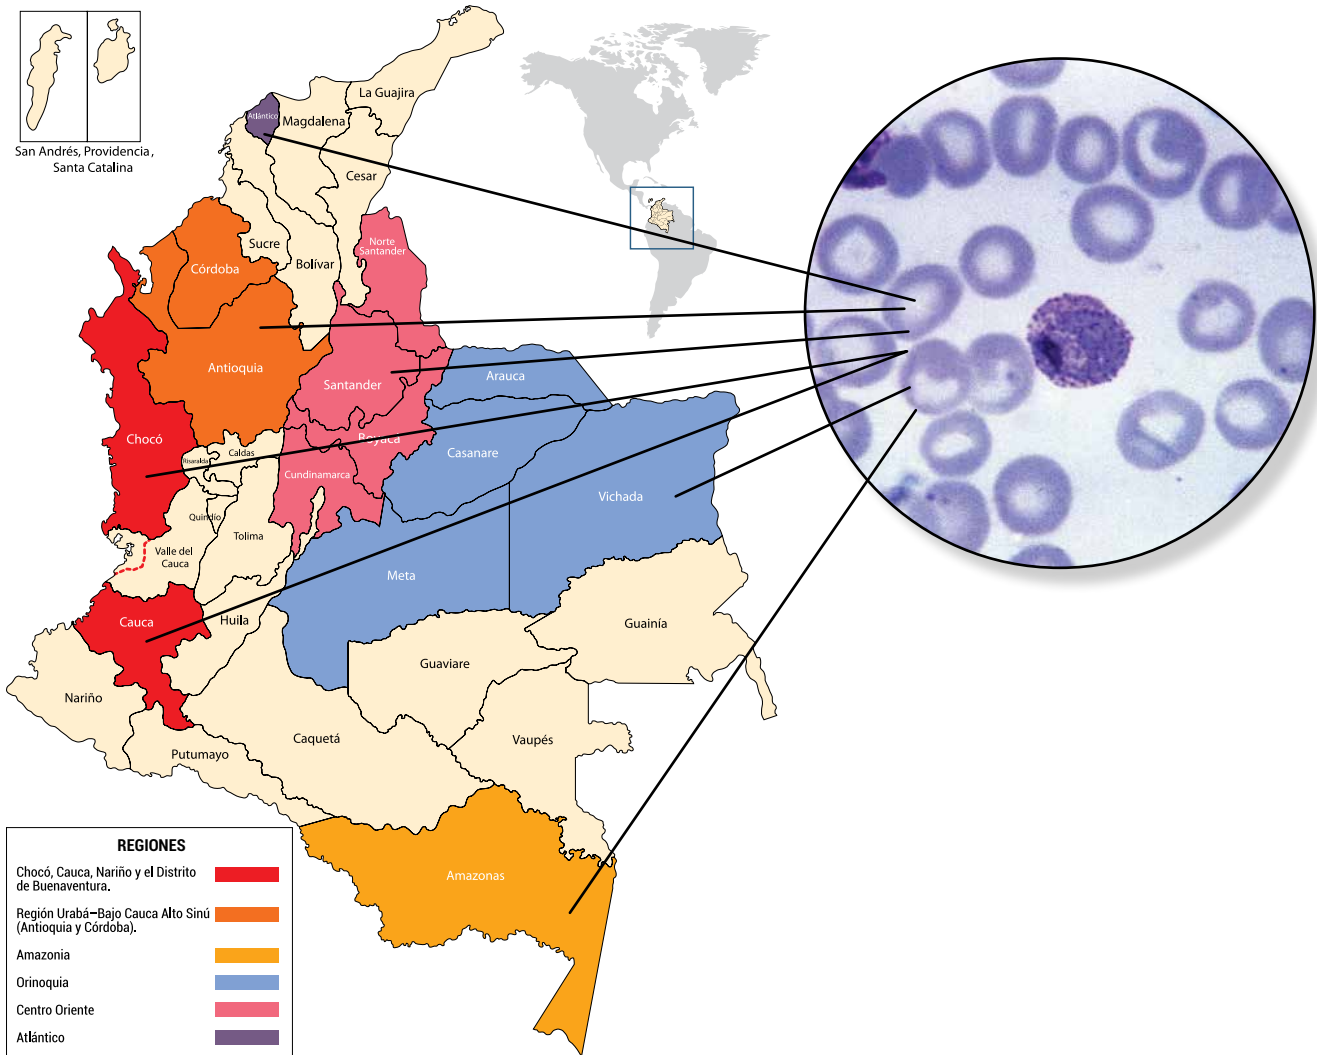 San Andrés, Providencia,
Santa Catalina
La Guajira
Atlántico
Magdalena
Cesar
Sucre
Norte
Santander
Bolívar
Córdoba
Antioquia
Santander
Arauca
Chocó
Boyaca
Caldas
Risaralda
Casanare
Cundinamarca
Vichada
Quindío
Tolima
Valle del
Cauca
Meta
Cauca
Huila
Guainía
Guaviare
Nariño
Caquetá
Vaupés
Putumayo
Amazonas
REGIONES
Chocó, Cauca, Nariño y el Distrito
de Buenaventura.
Región Urabá–Bajo Cauca Alto Sinú
(Antioquia y Córdoba).
Amazonia
Orinoquia
Centro Oriente
Atlántico